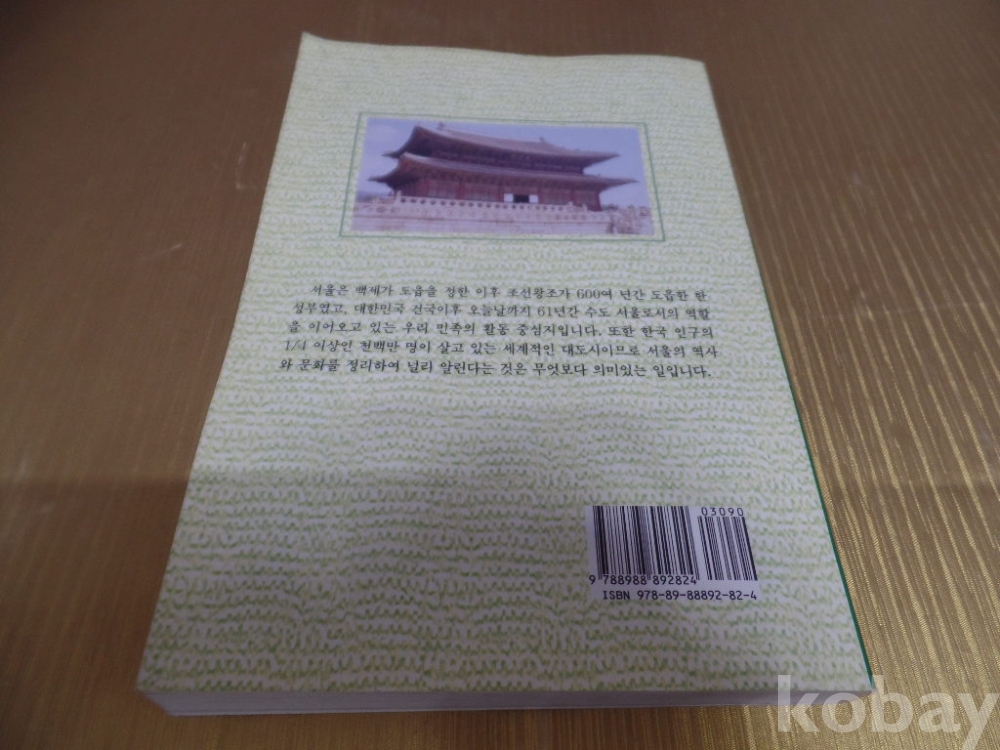 서울은 백제가 도읍을 정한 이후 조선왕조가 600여 년간 도읍한 한
성부였고, 대한민국 건국이후 오늘날까지 61년간 수도 서울로서의 역할
을 이어오고 있는 우리 민족의 활동 중심지입니다. 또한 한국 인구의
1/4 이상인 천백만 명이 살고 있는 세계적인 대도시이므로 서울의 역사
와 문화를 정리하여 널리 알린다는 것은 무엇보다 의미있는 일입니다.
03090
9 788988 892824
ISBN 978-89-88892-82-4
kobay